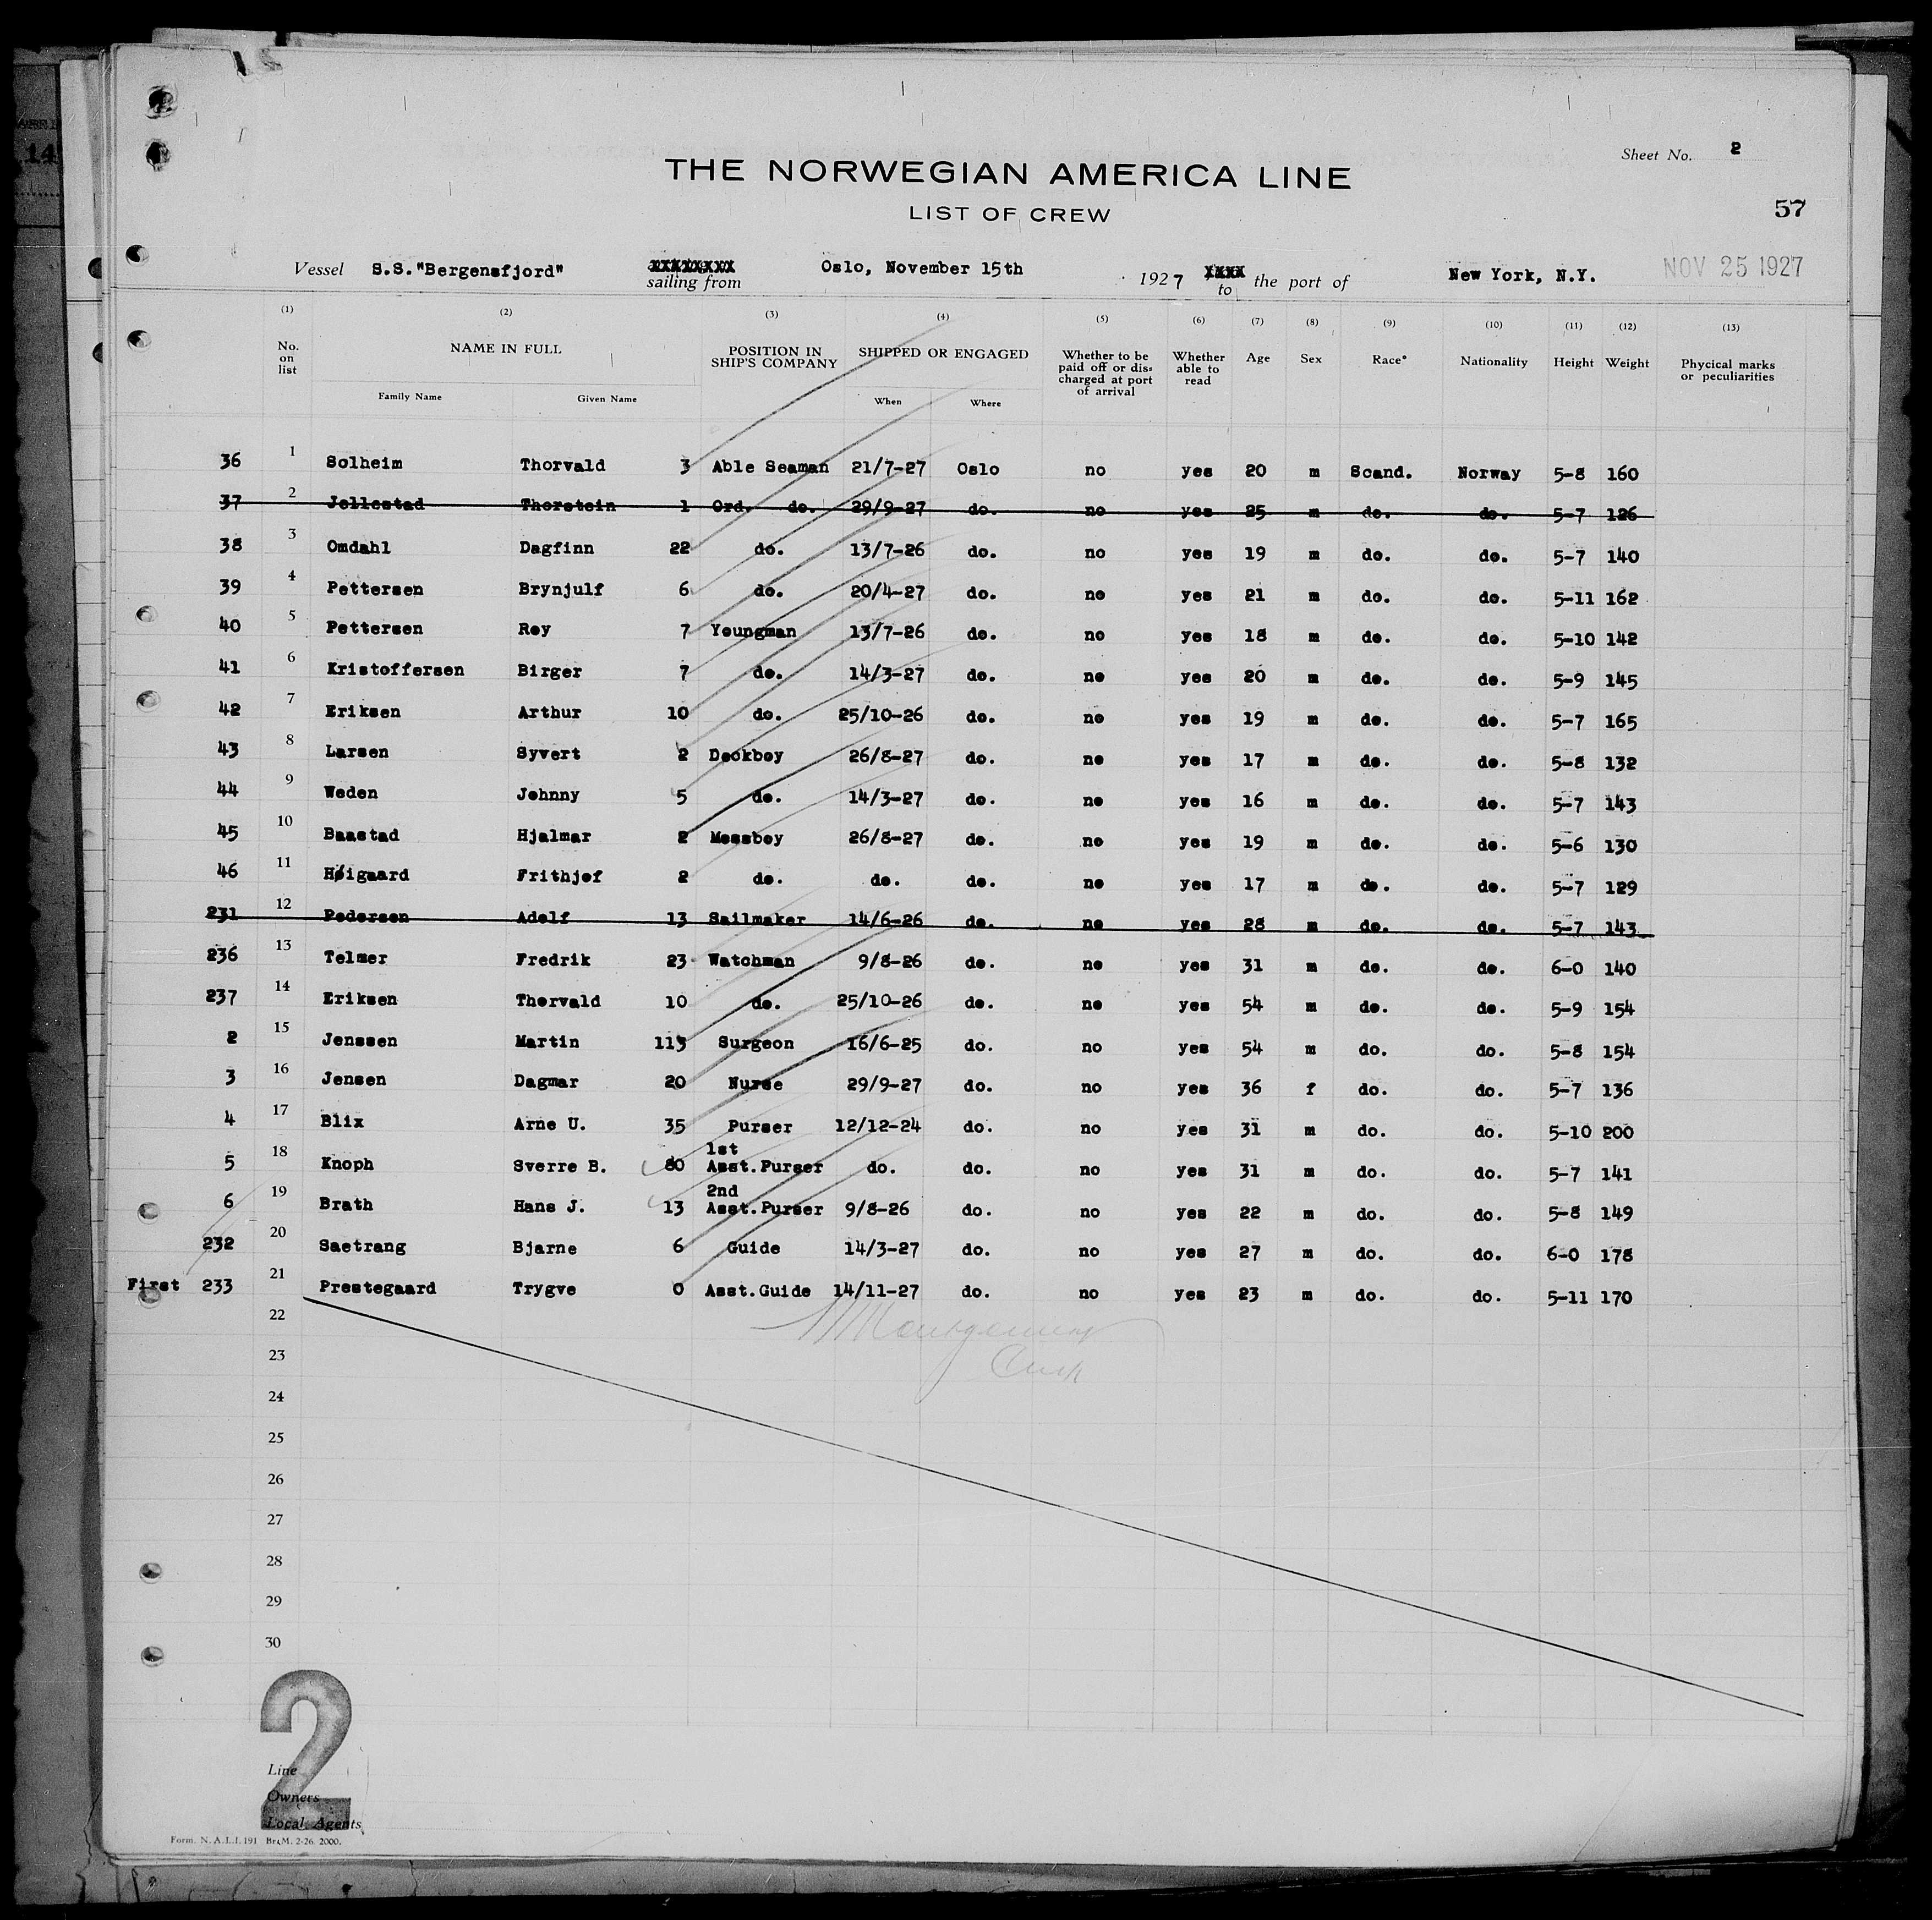 Sheet No. 2
THE NORWEGIAN AMERICA LINE
57
LIST OF CREW
Vessel S.S."Bergensfjord" xxxxxxxx sailing from Oslo, November 15th 1927 xxxx to the port of New York, N.Y. NOV 25 1927
(1) (2) (3) (4) (5) (6) (7) (8) (9) (10) (11) (12) (13)
No. on list NAME IN FULL POSITION IN SHIP'S COMPANY SHIPPED OR ENGAGED Whether to be paid off or discharged at port of arrival Whether able to read Age Sex Race* Nationality Height Weight Phycical marks or peculiarities
Family Name Given Name When Where
36 1 Solheim Thorvald 3 Able Seaman 21/7-27 Oslo no yes 20 m Scand. Norway 5-8 160
37 2 Jellestad Thorstein 1 Ord. do. 29/9-27 do. no yes 25 m do. do. 5-7 126
38 3 Omdahl Dagfinn 22 do. 13/7-26 do. no yes 19 m do. do. 5-7 140
39 4 Pettersen Brynjulf 6 do. 20/4-27 do. no yes 21 m do. do. 5-11 162
40 5 Pettersen Roy 7 Youngman 13/7-26 do. no yes 18 m do. do. 5-10 142
41 6 Kristoffersen Birger 7 do. 14/3-27 do. no yes 20 m do. do. 5-9 145
42 7 Eriksen Arthur 10 do. 25/10-26 do. no yes 19 m do. do. 5-7 165
43 8 Larsen Syvert 2 Deckboy 26/8-27 do. no yes 17 m do. do. 5-8 132
44 9 Weden Johnny 5 do. 14/3-27 do. no yes 16 m do. do. 5-7 143
45 10 Baastad Hjalmar 2 Messboy 26/8-27 do. no yes 19 m do. do. 5-6 130
46 11 Høigaard Frithjof 2 do. do. do. no yes 17 m do. do. 5-7 129
231 12 Pedersen Adolf 13 Sailmaker 14/6-26 do. no yes 28 m do. do. 5-7 143
236 13 Telmer Fredrik 23 Watchman 9/8-26 do. no yes 31 m do. do. 6-0 140
237 14 Eriksen Thorvald 10 do. 25/10-26 do. no yes 54 m do. do. 5-9 154
2 15 Jenssen Martin 113 Surgeon 16/6-25 do. no yes 54 m do. do. 5-8 154
3 16 Jensen Dagmar 20 Nurse 29/9-27 do. no yes 36 f do. do. 5-7 136
4 17 Blix Arne U. 35 Purser 12/12-24 do. no yes 31 m do. do. 5-10 200
5 18 Knoph Sverre B. 80 1st Asst.Purser do. do. no yes 31 m do. do. 5-7 141
6 19 Brath Hans J. 13 2nd Asst.Purser 9/8-26 do. no yes 22 m do. do. 5-8 149
232 20 Saetrang Bjarne 6 Guide 14/3-27 do. no yes 27 m do. do. 6-0 178
First 233 21 Prestegaard Trygve 0 Asst.Guide 14/11-27 do. no yes 23 m do. do. 5-11 170
22
Montgomery
23
24
25
26
27
28
29
30
2
Line
Owners
Local Agents
Form. N. A. L. I. 191 Br(M. 2-26. 2000.